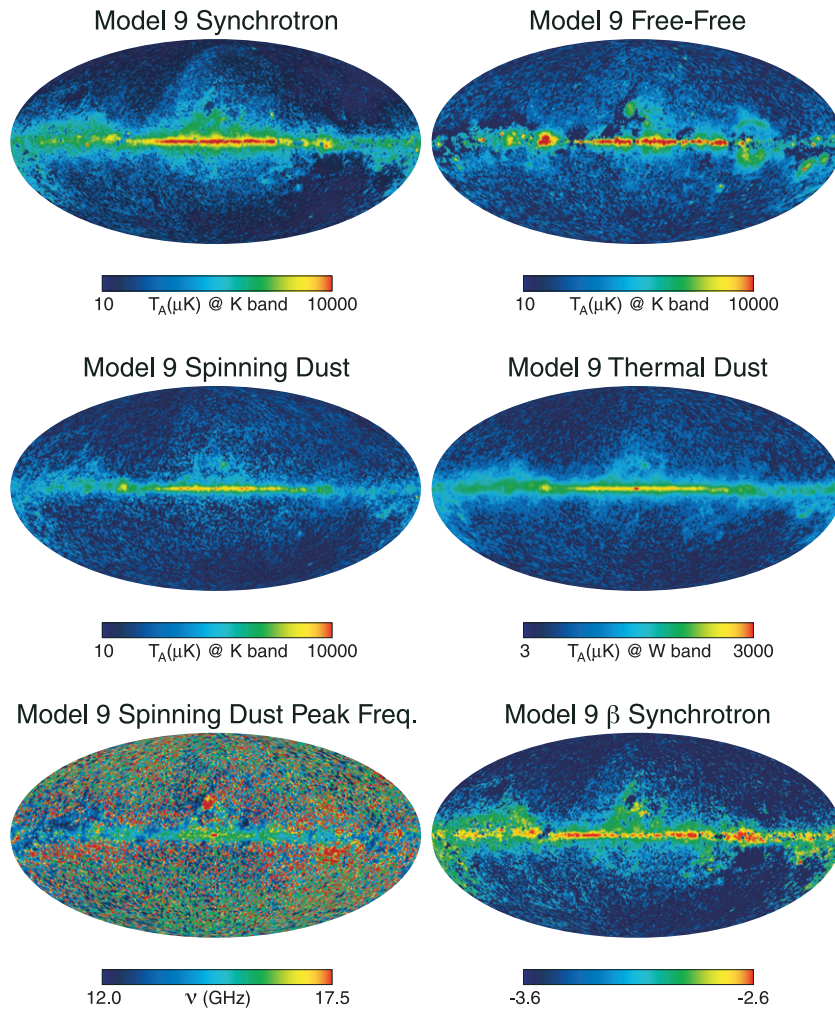 Model 9 Synchrotron
Model 9 Free-Free
10 T_A(μK) @ K band 10000
10 T_A(μK) @ K band 10000
Model 9 Spinning Dust
Model 9 Thermal Dust
10 T_A(μK) @ K band 10000
3 T_A(μK) @ W band 3000
Model 9 Spinning Dust Peak Freq.
Model 9 β Synchrotron
12.0 ν (GHz) 17.5
-3.6 -2.6